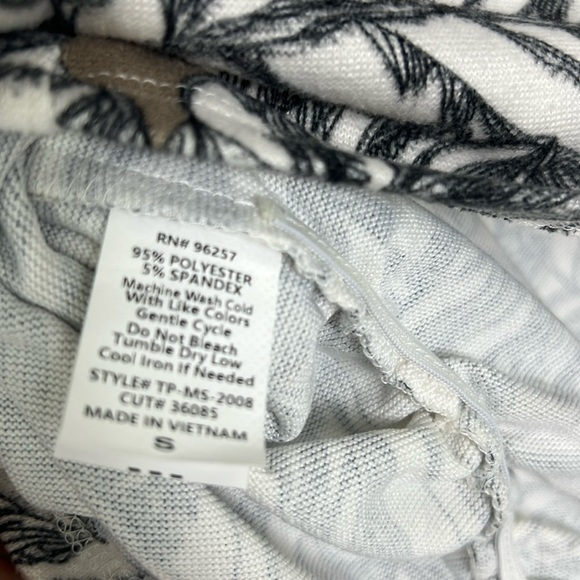 RN# 96257
95% POLYESTER
5% SPANDEX
Machine Wash Cold
With Like Colors
Gentle Cycle
Do Not Bleach
Tumble Dry Low
Cool Iron If Needed
STYLE# TP-MS-2008
CUT# 36085
MADE IN VIETNAM
S